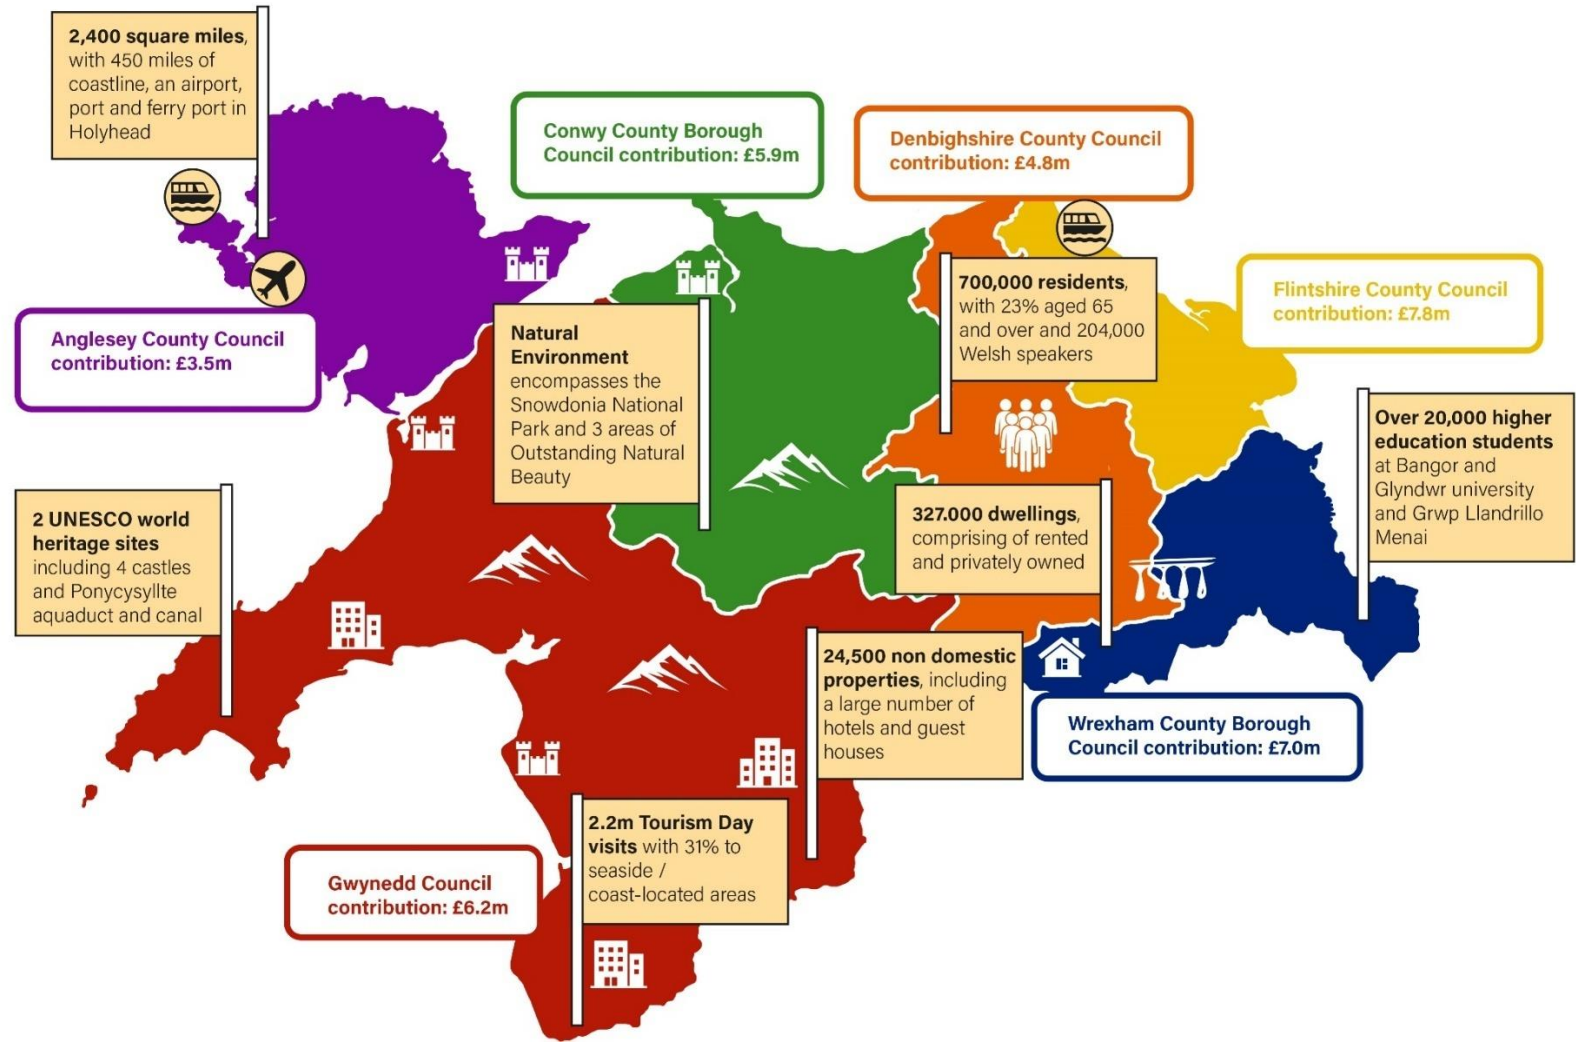 2,400 square miles,
with 450 miles of
coastline, an airport,
port and ferry port in
Holyhead
Conwy County Borough
Council contribution: £5.9m
Denbighshire County Council
contribution: £4.8m
700,000 residents,
with 23% aged 65
and over and 204,000
Welsh speakers
Flintshire County Council
contribution: £7.8m
Anglesey County Council
contribution: £3.5m
Natural
Environment
encompasses the
Snowdonia National
Park and 3 areas of
Outstanding Natural
Beauty
Over 20,000 higher
education students
at Bangor and
Glyndwr university
and Grwp Llandrillo
Menai
2 UNESCO world
heritage sites
including 4 castles
and Ponycysyllte
aquaduct and canal
327.000 dwellings,
comprising of rented
and privately owned
24,500 non domestic
properties, including
a large number of
hotels and guest
houses
Wrexham County Borough
Council contribution: £7.0m
2.2m Tourism Day
visits with 31% to
seaside /
coast-located areas
Gwynedd Council
contribution: £6.2m